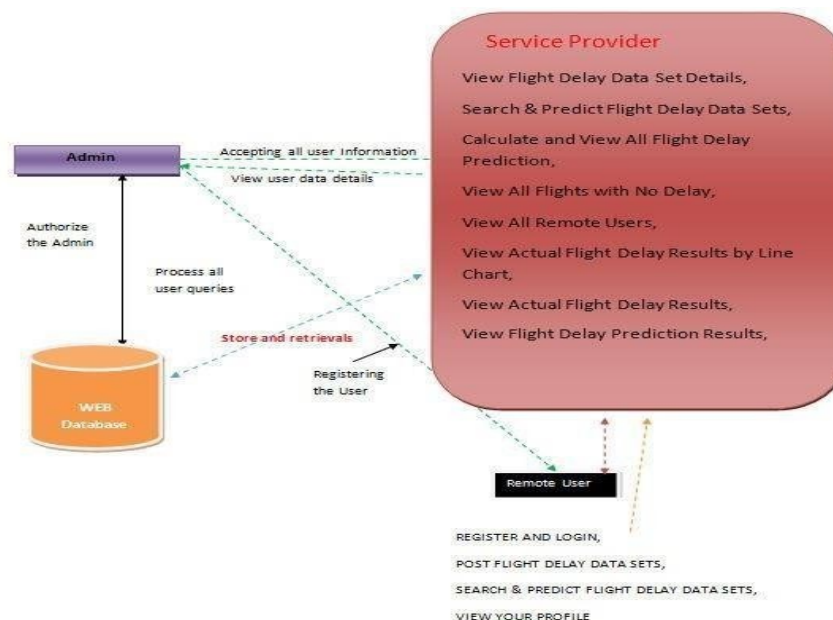 Service Provider
View Flight Delay Data Set Details,
Search & Predict Flight Delay Data Sets,
Calculate and View All Flight Delay
Prediction,
View All Flights with No Delay,
View All Remote Users,
View Actual Flight Delay Results by Line
Chart,
View Actual Flight Delay Results,
View Flight Delay Prediction Results,
Admin
Accepting all user Information
View user data details
Authorize
the Admin
Process all
user queries
Store and retrievals
Registering
the User
WEB
Database
Remote User
REGISTER AND LOGIN,
POST FLIGHT DELAY DATA SETS,
SEARCH & PREDICT FLIGHT DELAY DATA SETS,
VIEW YOUR PROFILE